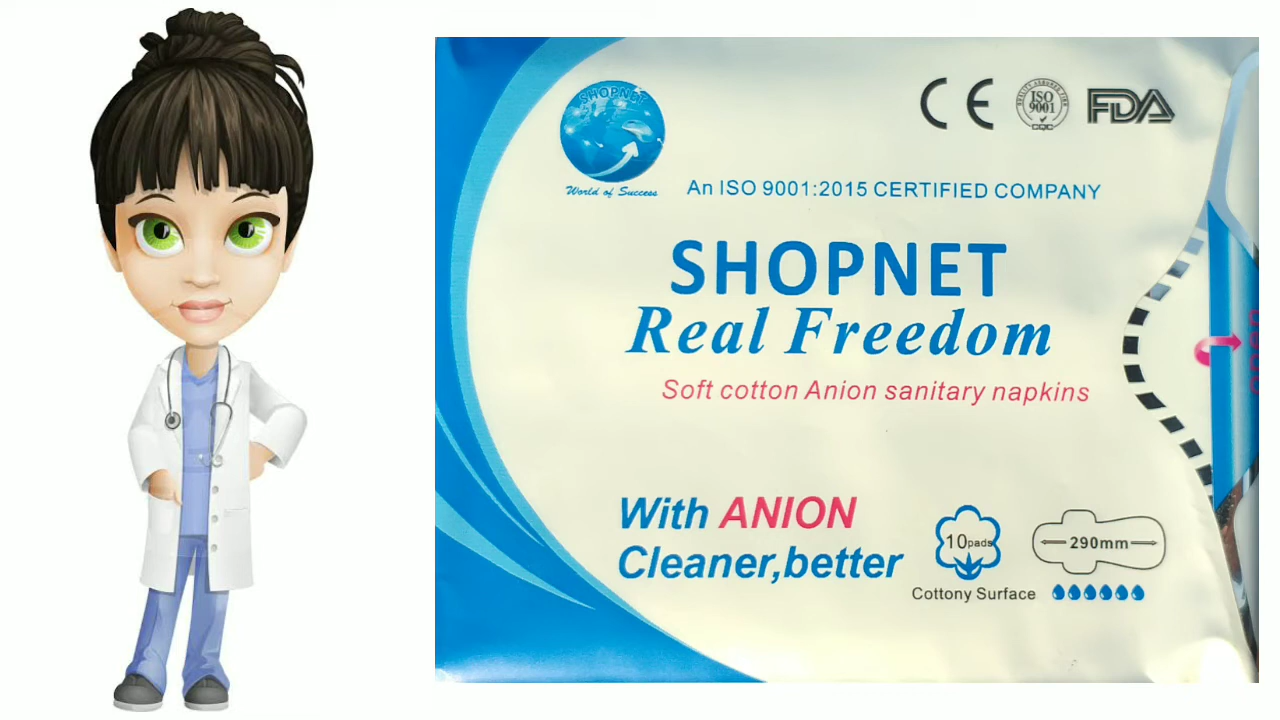 SHOPNET
World of Success
CE
ISO
9001
FDA
An ISO 9001:2015 CERTIFIED COMPANY
SHOPNET
Real Freedom
Soft cotton Anion sanitary napkins
open
With ANION
Cleaner,better
10pads
290mm
Cottony Surface